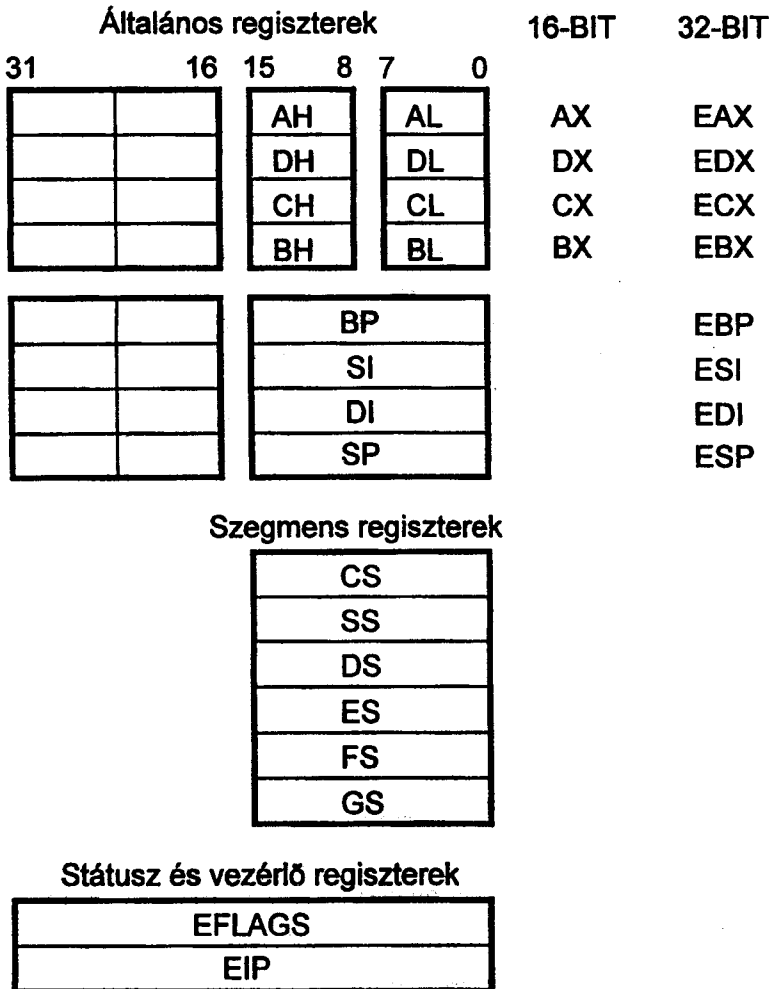 Általános regiszterek 16-BIT 32-BIT
31 16 15 8 7 0
AH AL AX EAX
DH DL DX EDX
CH CL CX ECX
BH BL BX EBX
BP EBP
SI ESI
DI EDI
SP ESP
Szegmens regiszterek
CS
SS
DS
ES
FS
GS
Státusz és vezérlõ regiszterek
EFLAGS
EIP